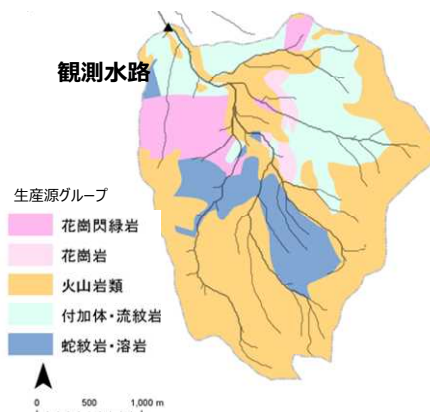 観測水路
生産源グループ
花崗閃緑岩
花崗岩
火山岩類
付加体・流紋岩
蛇紋岩・溶岩
0 500 1,000 m